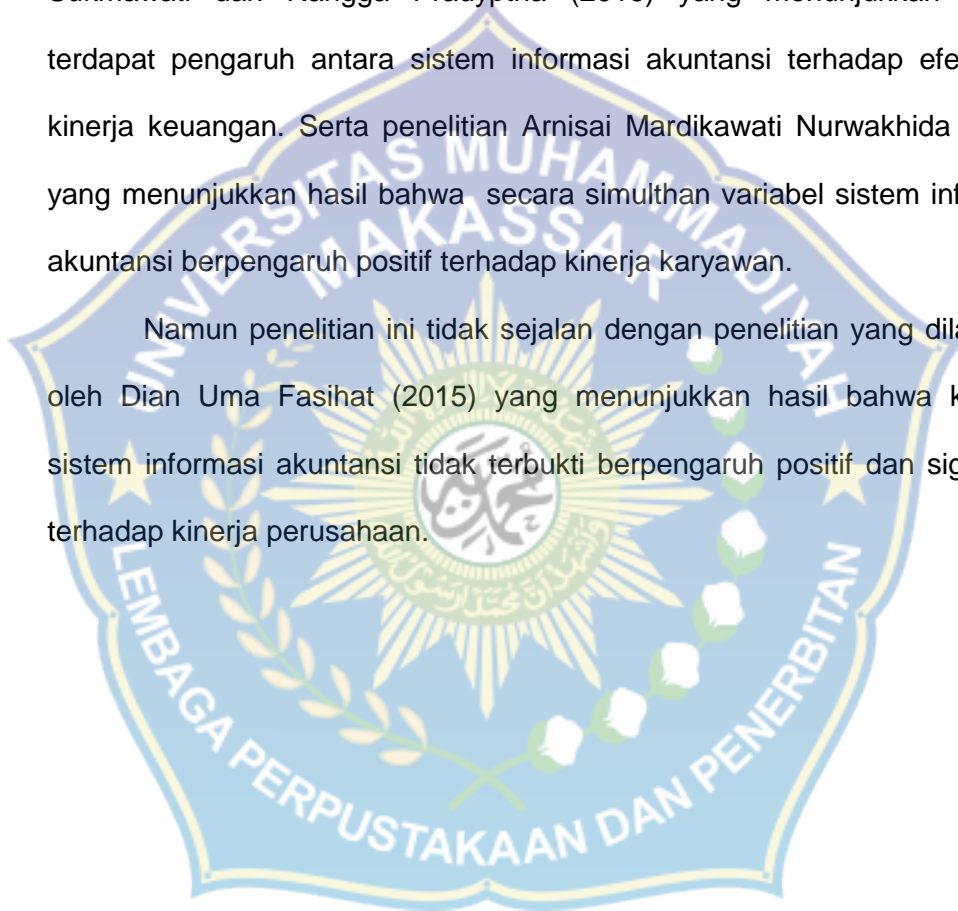 terdapat pengaruh antara sistem informasi akuntansi terhadap efe
kinerja keuangan. Serta penelitian Arnisai Mardikawati Nurwakhida
yang menunjukkan hasil bahwa secara simulthan variabel sistem inf
akuntansi berpengaruh positif terhadap kinerja karyawan.
Namun penelitian ini tidak sejalan dengan penelitian yang dila
oleh Dian Uma Fasihat (2015) yang menunjukkan hasil bahwa k
sistem informasi akuntansi tidak terbukti berpengaruh positif dan sig
terhadap kinerja perusahaan.
UNIVERSITAS MUHAMMADIYAH
MAKASSAR
LEMBAGA PERPUSTAKAAN DAN PENERBITAN